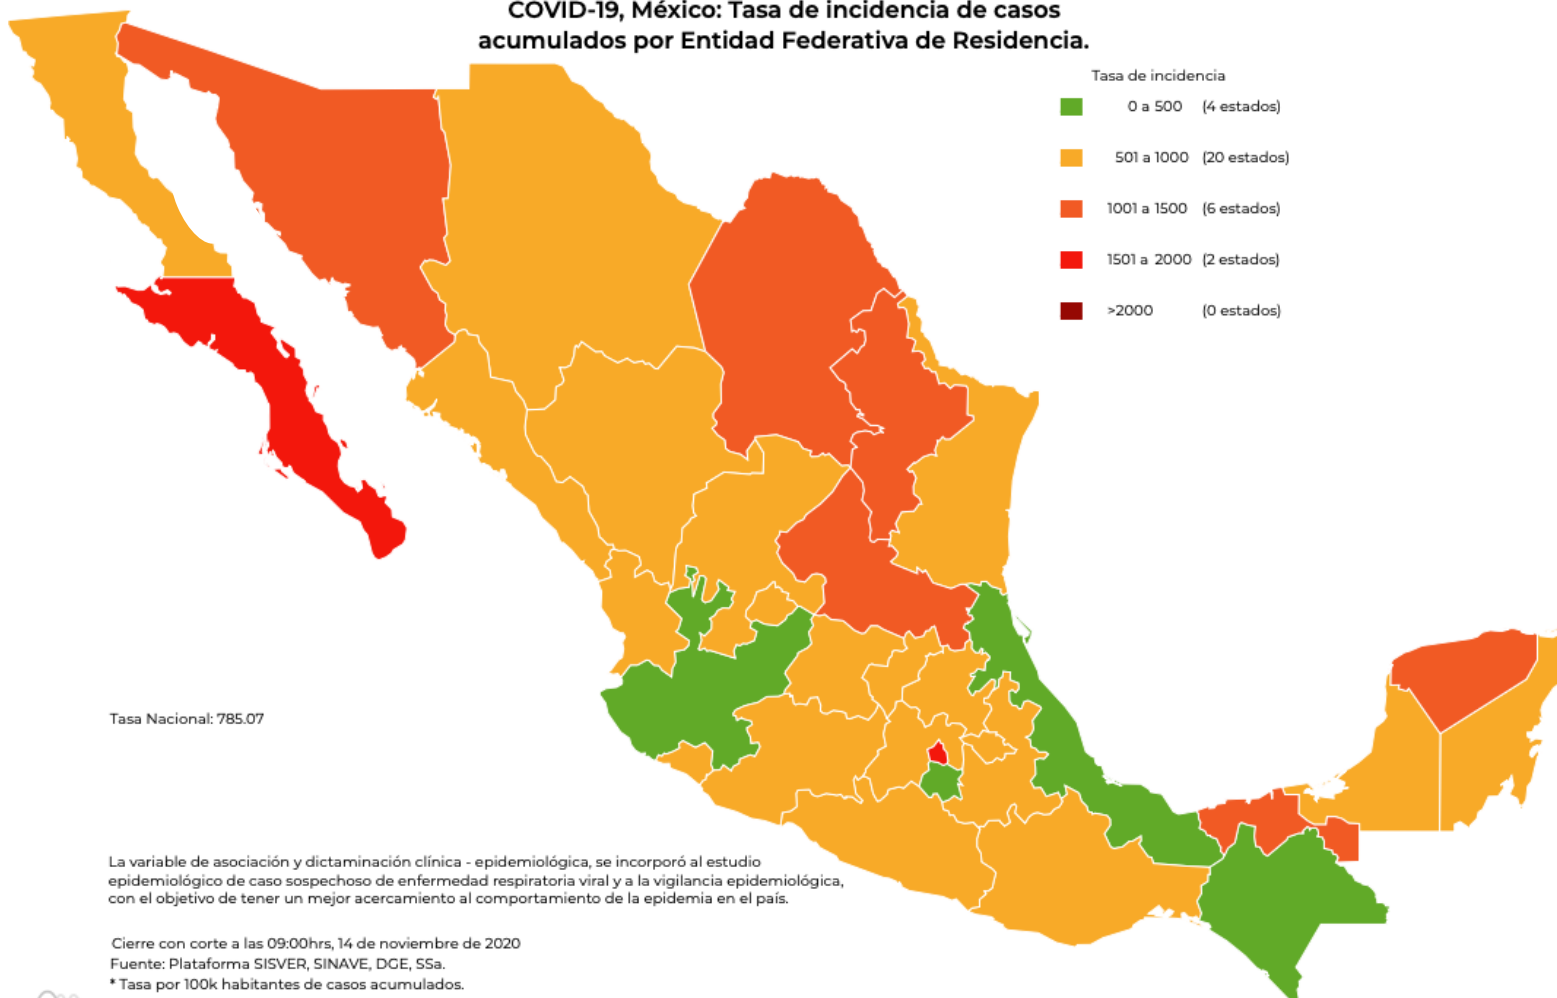 COVID-19, México: Tasa de incidencia de casos
acumulados por Entidad Federativa de Residencia.
Tasa de incidencia
0 a 500 (4 estados)
501 a 1000 (20 estados)
1001 a 1500 (6 estados)
1501 a 2000 (2 estados)
>2000 (0 estados)
Tasa Nacional: 785.07
La variable de asociación y dictaminación clínica - epidemiológica, se incorporó al estudio
epidemiológico de caso sospechoso de enfermedad respiratoria viral y a la vigilancia epidemiológica,
con el objetivo de tener un mejor acercamiento al comportamiento de la epidemia en el país.
Cierre con corte a las 09:00hrs, 14 de noviembre de 2020
Fuente: Plataforma SISVER, SINAVE, DGE, SSa.
* Tasa por 100k habitantes de casos acumulados.